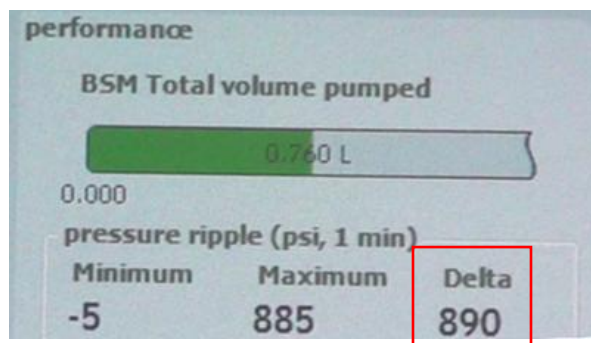 performance
BSM Total volume pumped
0.760 L
0.000
pressure ripple (psi, 1 min)
Minimum Maximum Delta
-5 885 890